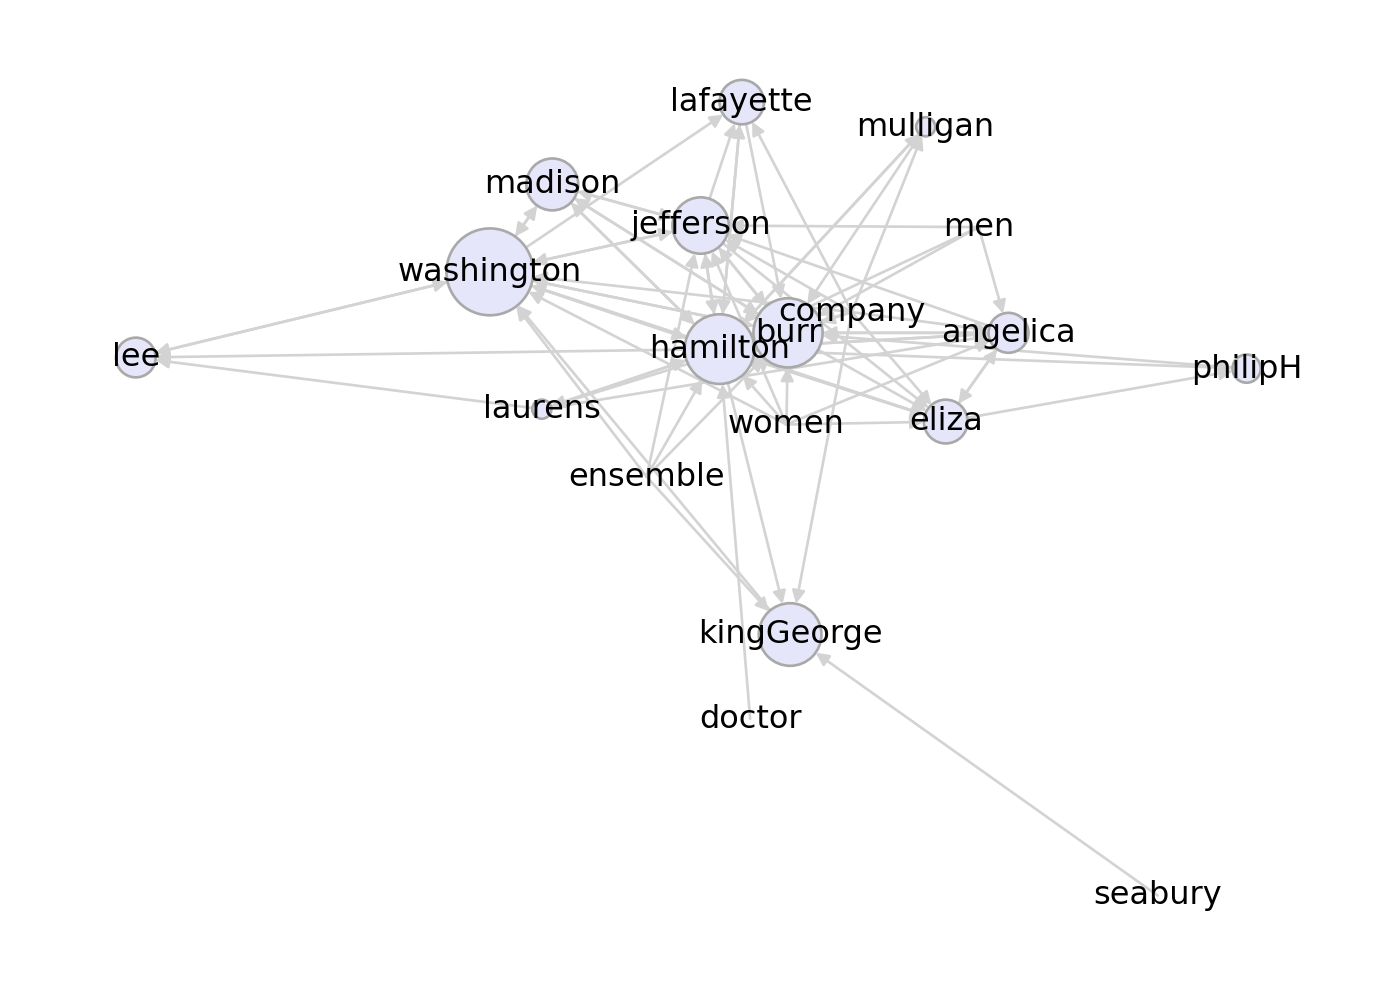 lafayette
mulligan
madison
jefferson
men
washington
company
burr
angelica
hamilton
lee
philipH
laurens
women
eliza
ensemble
kingGeorge
doctor
seabury